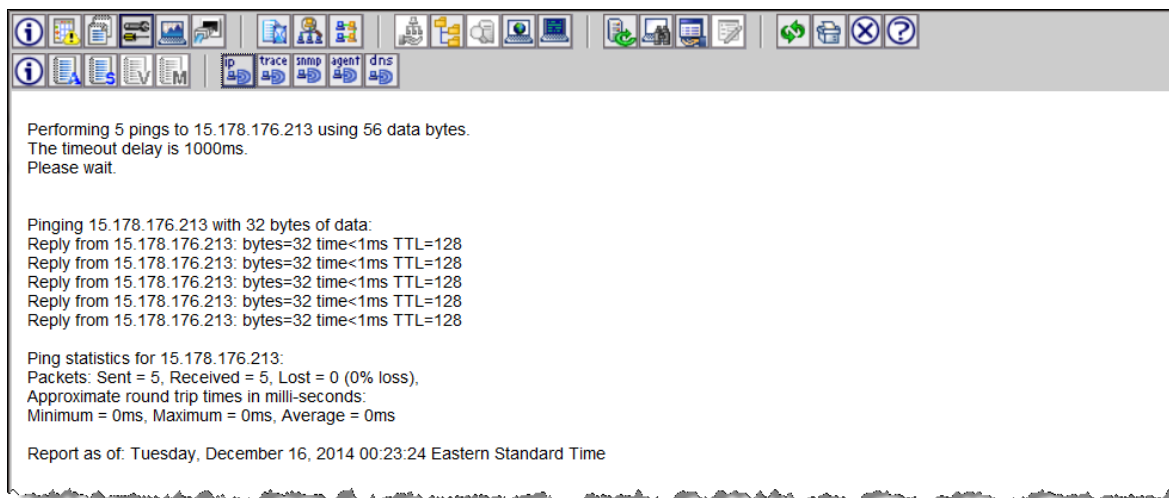 A S V M
ip trace snmp agent dns
Performing 5 pings to 15.178.176.213 using 56 data bytes.
The timeout delay is 1000ms.
Please wait.
Pinging 15.178.176.213 with 32 bytes of data:
Reply from 15.178.176.213: bytes=32 time<1ms TTL=128
Reply from 15.178.176.213: bytes=32 time<1ms TTL=128
Reply from 15.178.176.213: bytes=32 time<1ms TTL=128
Reply from 15.178.176.213: bytes=32 time<1ms TTL=128
Reply from 15.178.176.213: bytes=32 time<1ms TTL=128
Ping statistics for 15.178.176.213:
Packets: Sent = 5, Received = 5, Lost = 0 (0% loss),
Approximate round trip times in milli-seconds:
Minimum = 0ms, Maximum = 0ms, Average = 0ms
Report as of: Tuesday, December 16, 2014 00:23:24 Eastern Standard Time